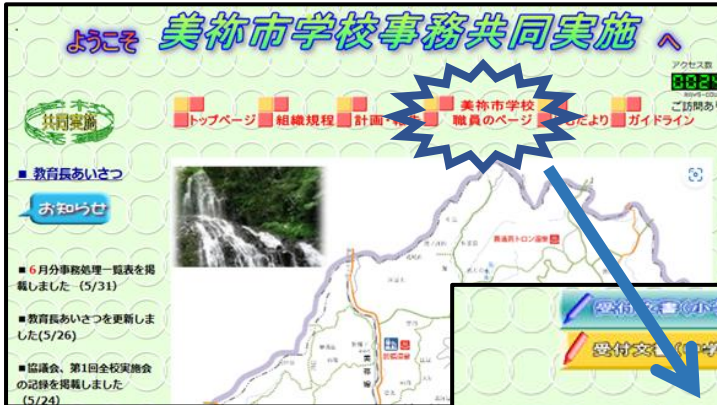 ようこそ 美祢市学校事務共同実施 へ
アクセス数
ご訪問あり
共同実施
トップページ
組織規程
計画・
美祢市学校
職員のページ
だより
ガイドライン
■ 教育長あいさつ
お知らせ
■ 6月分事務処理一覧表を掲
載しました (5/31)
■教育長あいさつを更新しま
した(5/26)
■協議会、第1回全校実施会
の記録を掲載しました
(5/24)
受付文書(小
受付文書(